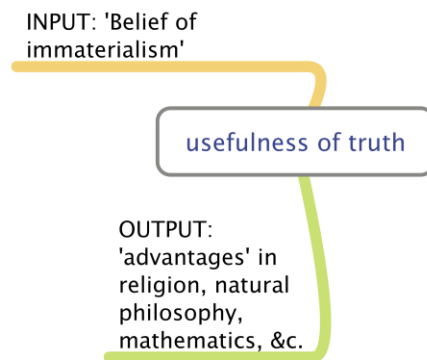 INPUT: 'Belief of
immaterialism'
usefulness of truth
OUTPUT:
'advantages' in
religion, natural
philosophy,
mathematics, &c.